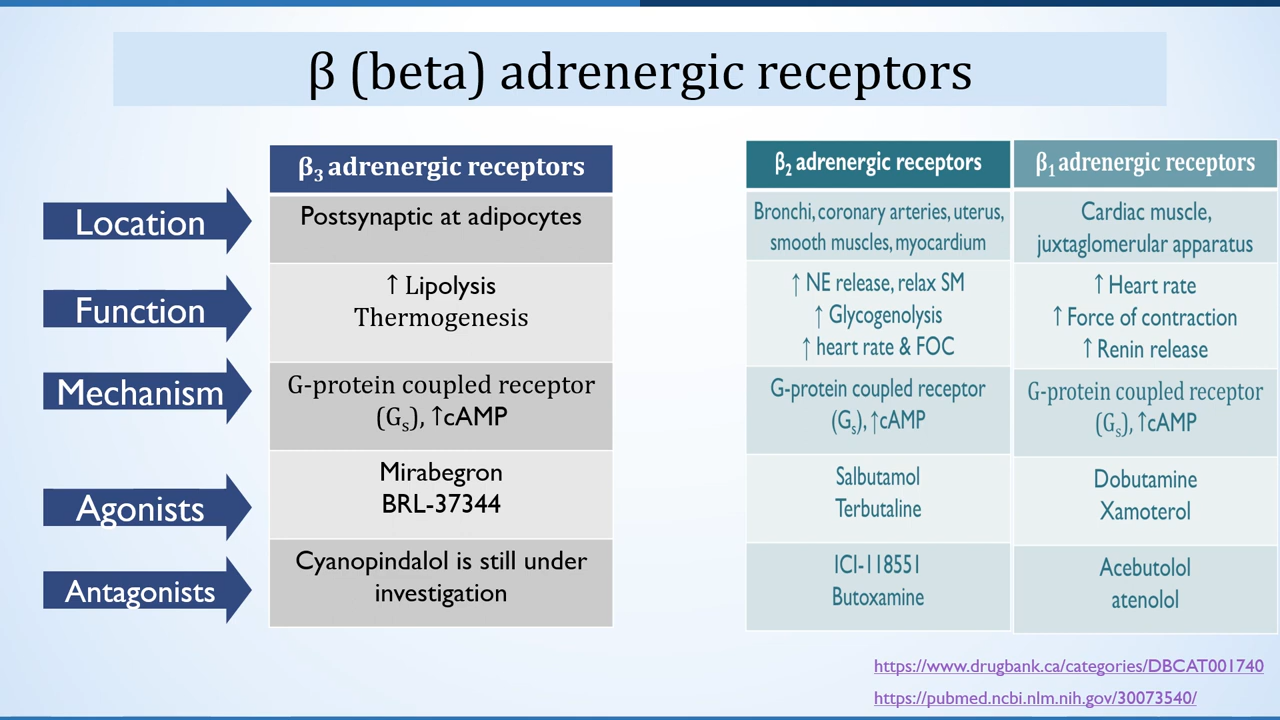 β (beta) adrenergic receptors
β₃ adrenergic receptors
β₂ adrenergic receptors
β₁ adrenergic receptors
Location
Postsynaptic at adipocytes
Bronchi, coronary arteries, uterus,
smooth muscles, myocardium
Cardiac muscle,
juxtaglomerular apparatus
Function
↑ Lipolysis
Thermogenesis
↑ NE release, relax SM
↑ Glycogenolysis
↑ heart rate & FOC
↑ Heart rate
↑ Force of contraction
↑ Renin release
Mechanism
G-protein coupled receptor
(Gₛ), ↑cAMP
G-protein coupled receptor
(Gₛ), ↑cAMP
G-protein coupled receptor
(Gₛ), ↑cAMP
Agonists
Mirabegron
BRL-37344
Salbutamol
Terbutaline
Dobutamine
Xamoterol
Antagonists
Cyanopindalol is still under
investigation
ICI-118551
Butoxamine
Acebutolol
atenolol
https://www.drugbank.ca/categories/DBCAT001740
https://pubmed.ncbi.nlm.nih.gov/30073540/